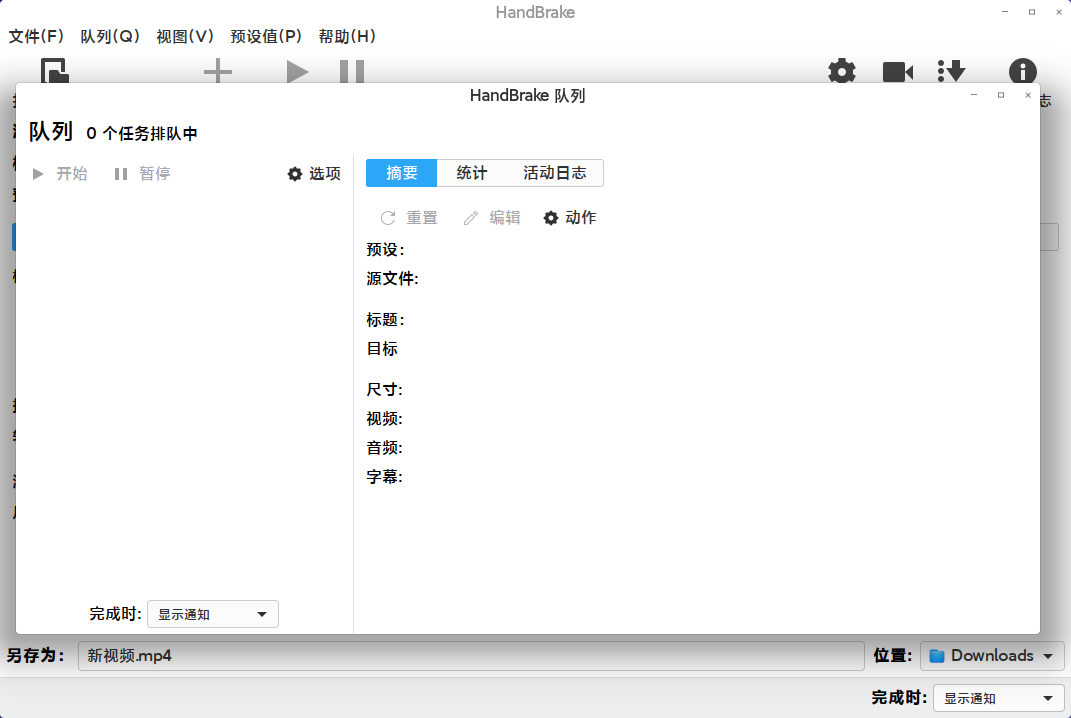 HandBrake
文件(F) 队列(Q) 视图(V) 预设值(P) 帮助(H)
HandBrake 队列
志
队列 0 个任务排队中
开始 暂停 选项
摘要 统计 活动日志
重置 编辑 动作
预设:
源文件:
标题:
目标
尺寸:
视频:
音频:
字幕:
完成时: 显示通知
另存为: 新视频.mp4 位置: Downloads
完成时: 显示通知